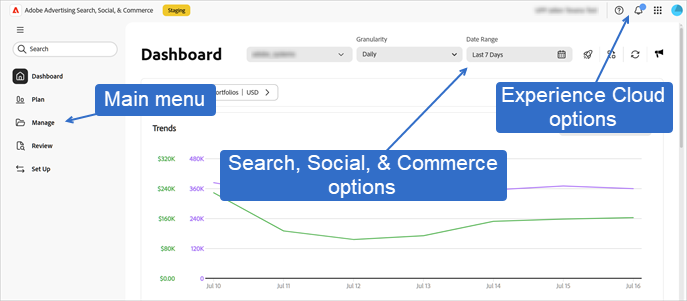 Adobe Advertising Search, Social, & Commerce
Staging
Search
Dashboard
Plan
Manage
Review
Set Up
Main menu
Dashboard
Granularity
Daily
Date Range
Last 7 Days
Experience Cloud
options
ortfolios | USD
Search, Social, & Commerce
options
Trends
$320K 480K
$240K 360K
$160K 240K
$80K 120K
$0.00 0
Jul 10 Jul 11 Jul 12 Jul 13 Jul 14 Jul 15 Jul 16